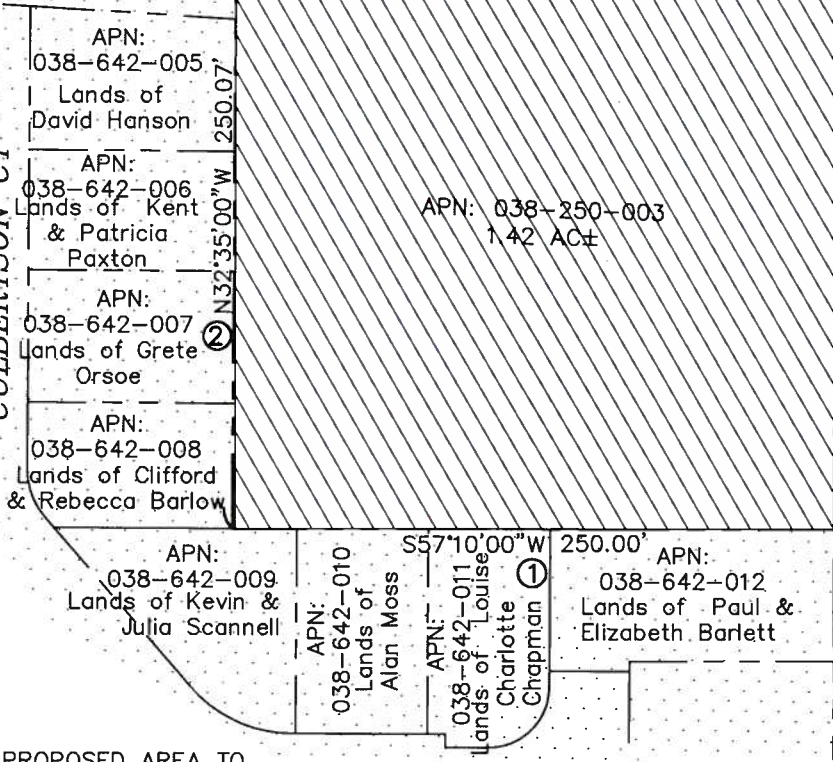 APN:
038-642-005
Lands of
David Hanson
APN:
038-642-006
Lands of Kent
& Patricia
Paxton
APN:
038-642-007
Lands of Grete
Orsoe
APN:
038-642-008
Lands of Clifford
& Rebecca Barlow
N32°35'00"W 250.07'
2
APN: 038-250-003
1.42 AC±
S57°10'00"W 250.00'
1
APN:
038-642-009
Lands of Kevin &
Julia Scannell
APN:
038-642-010
Lands of
Alan Moss
APN:
038-642-011
Lands of Louise
Charlotte
Chapman
APN:
038-642-012
Lands of Paul &
Elizabeth Barlett
PROPOSED AREA TO